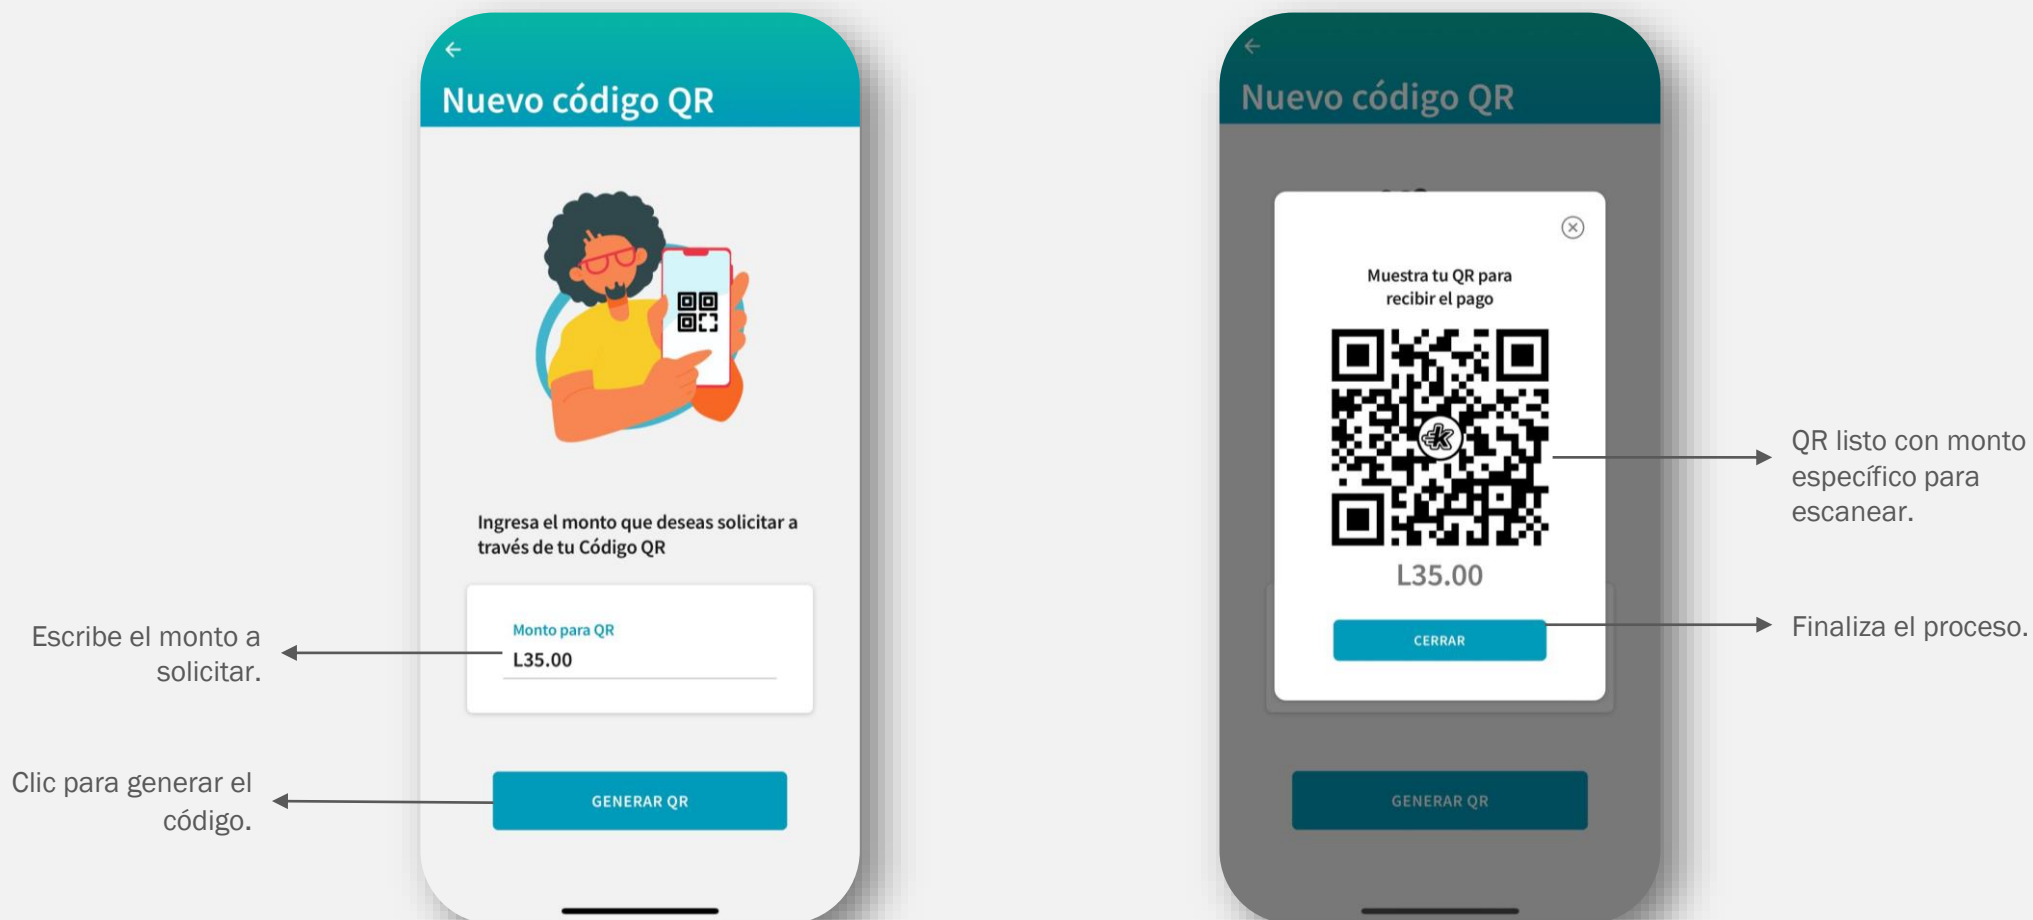 Nuevo código QR
Ingresa el monto que deseas solicitar a
través de tu Código QR
Escribe el monto a
solicitar.
Monto para QR
L35.00
Clic para generar el
código.
GENERAR QR
Nuevo código QR
Muestra tu QR para
recibir el pago
k
L35.00
CERRAR
GENERAR QR
QR listo con monto
específico para
escanear.
Finaliza el proceso.